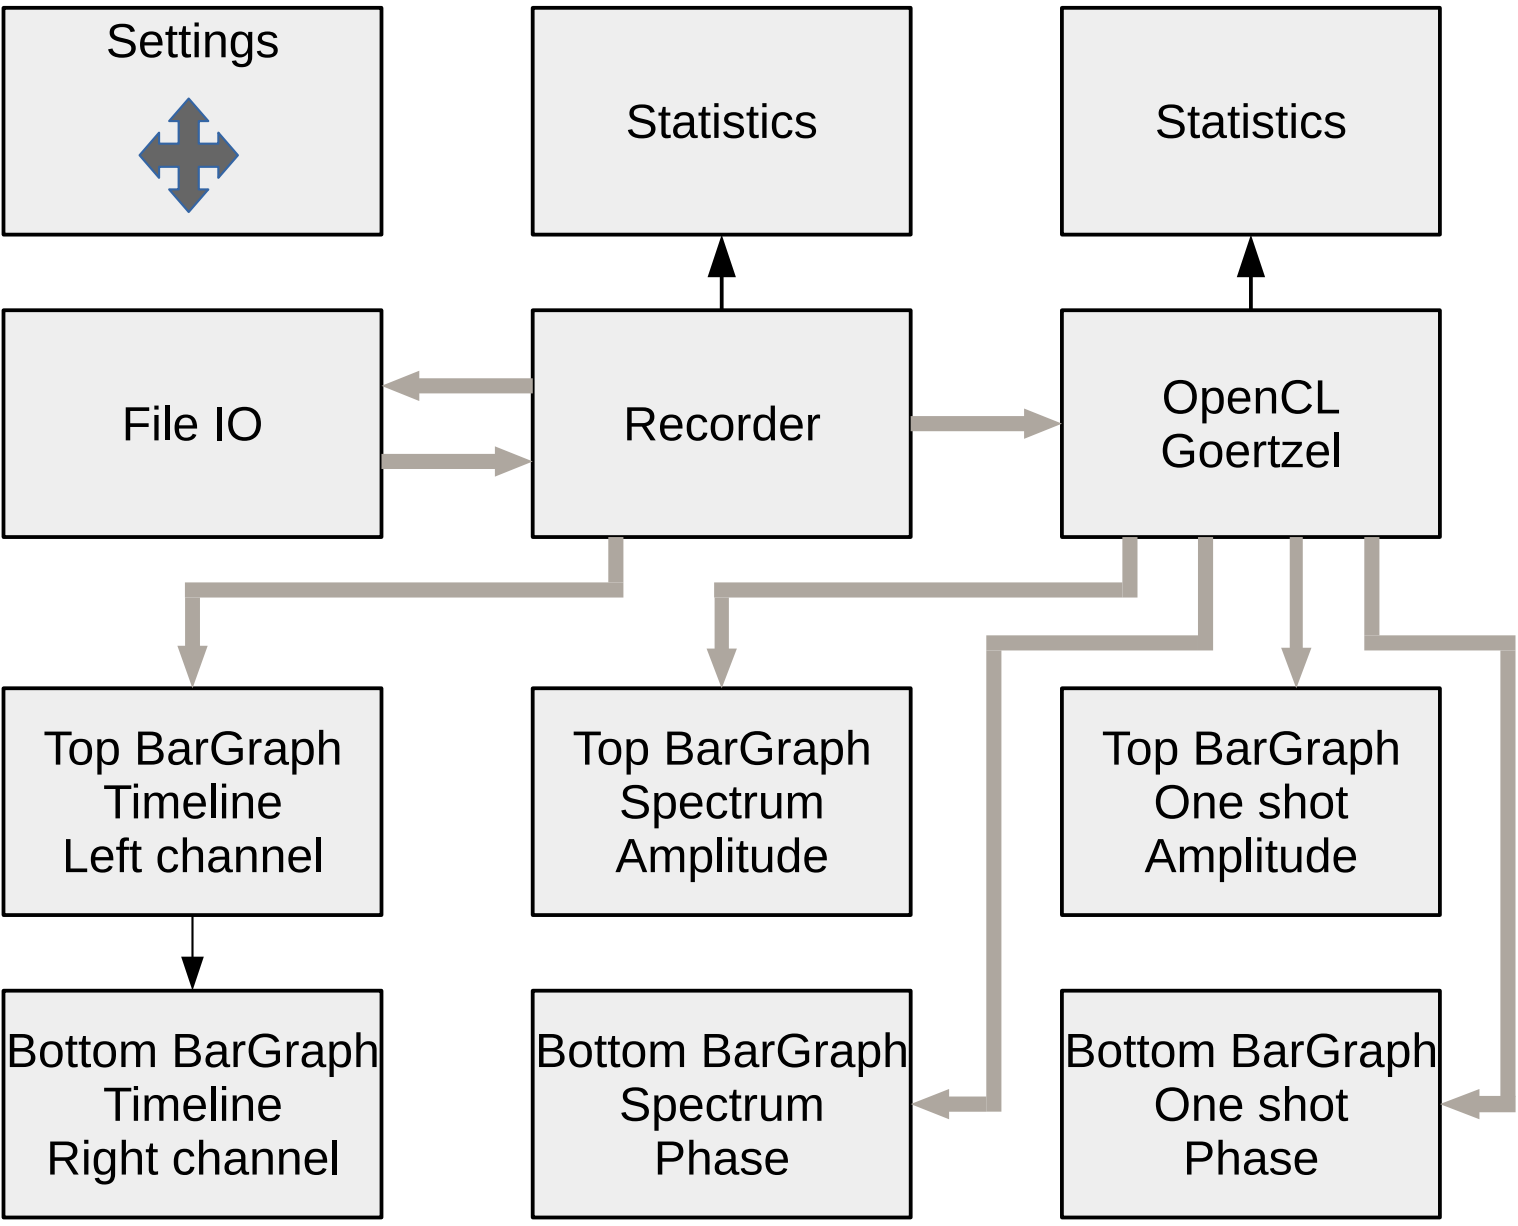 Settings
Statistics
Statistics
File IO
Recorder
OpenCL
Goertzel
Top BarGraph
Timeline
Left channel
Top BarGraph
Spectrum
Amplitude
Top BarGraph
One shot
Amplitude
Bottom BarGraph
Timeline
Right channel
Bottom BarGraph
Spectrum
Phase
Bottom BarGraph
One shot
Phase